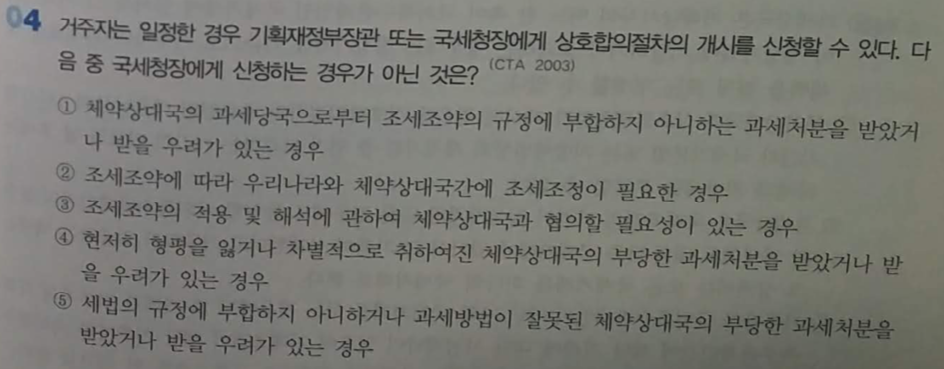 04 거주자는 일정한 경우 기획재정부장관 또는 국세청장에게 상호합의절차의 개시를 신청할 수 있다. 다
음 중 국세청장에게 신청하는 경우가 아닌 것은? (CTA 2003)
① 체약상대국의 과세당국으로부터 조세조약의 규정에 부합하지 아니하는 과세처분을 받았거
나 받을 우려가 있는 경우
② 조세조약에 따라 우리나라와 체약상대국간에 조세조정이 필요한 경우
③ 조세조약의 적용 및 해석에 관하여 체약상대국과 협의할 필요성이 있는 경우
④ 현저히 형평을 잃거나 차별적으로 취하여진 체약상대국의 부당한 과세처분을 받았거나 받
을 우려가 있는 경우
⑤ 세법의 규정에 부합하지 아니하거나 과세방법이 잘못된 체약상대국의 부당한 과세처분을
받았거나 받을 우려가 있는 경우